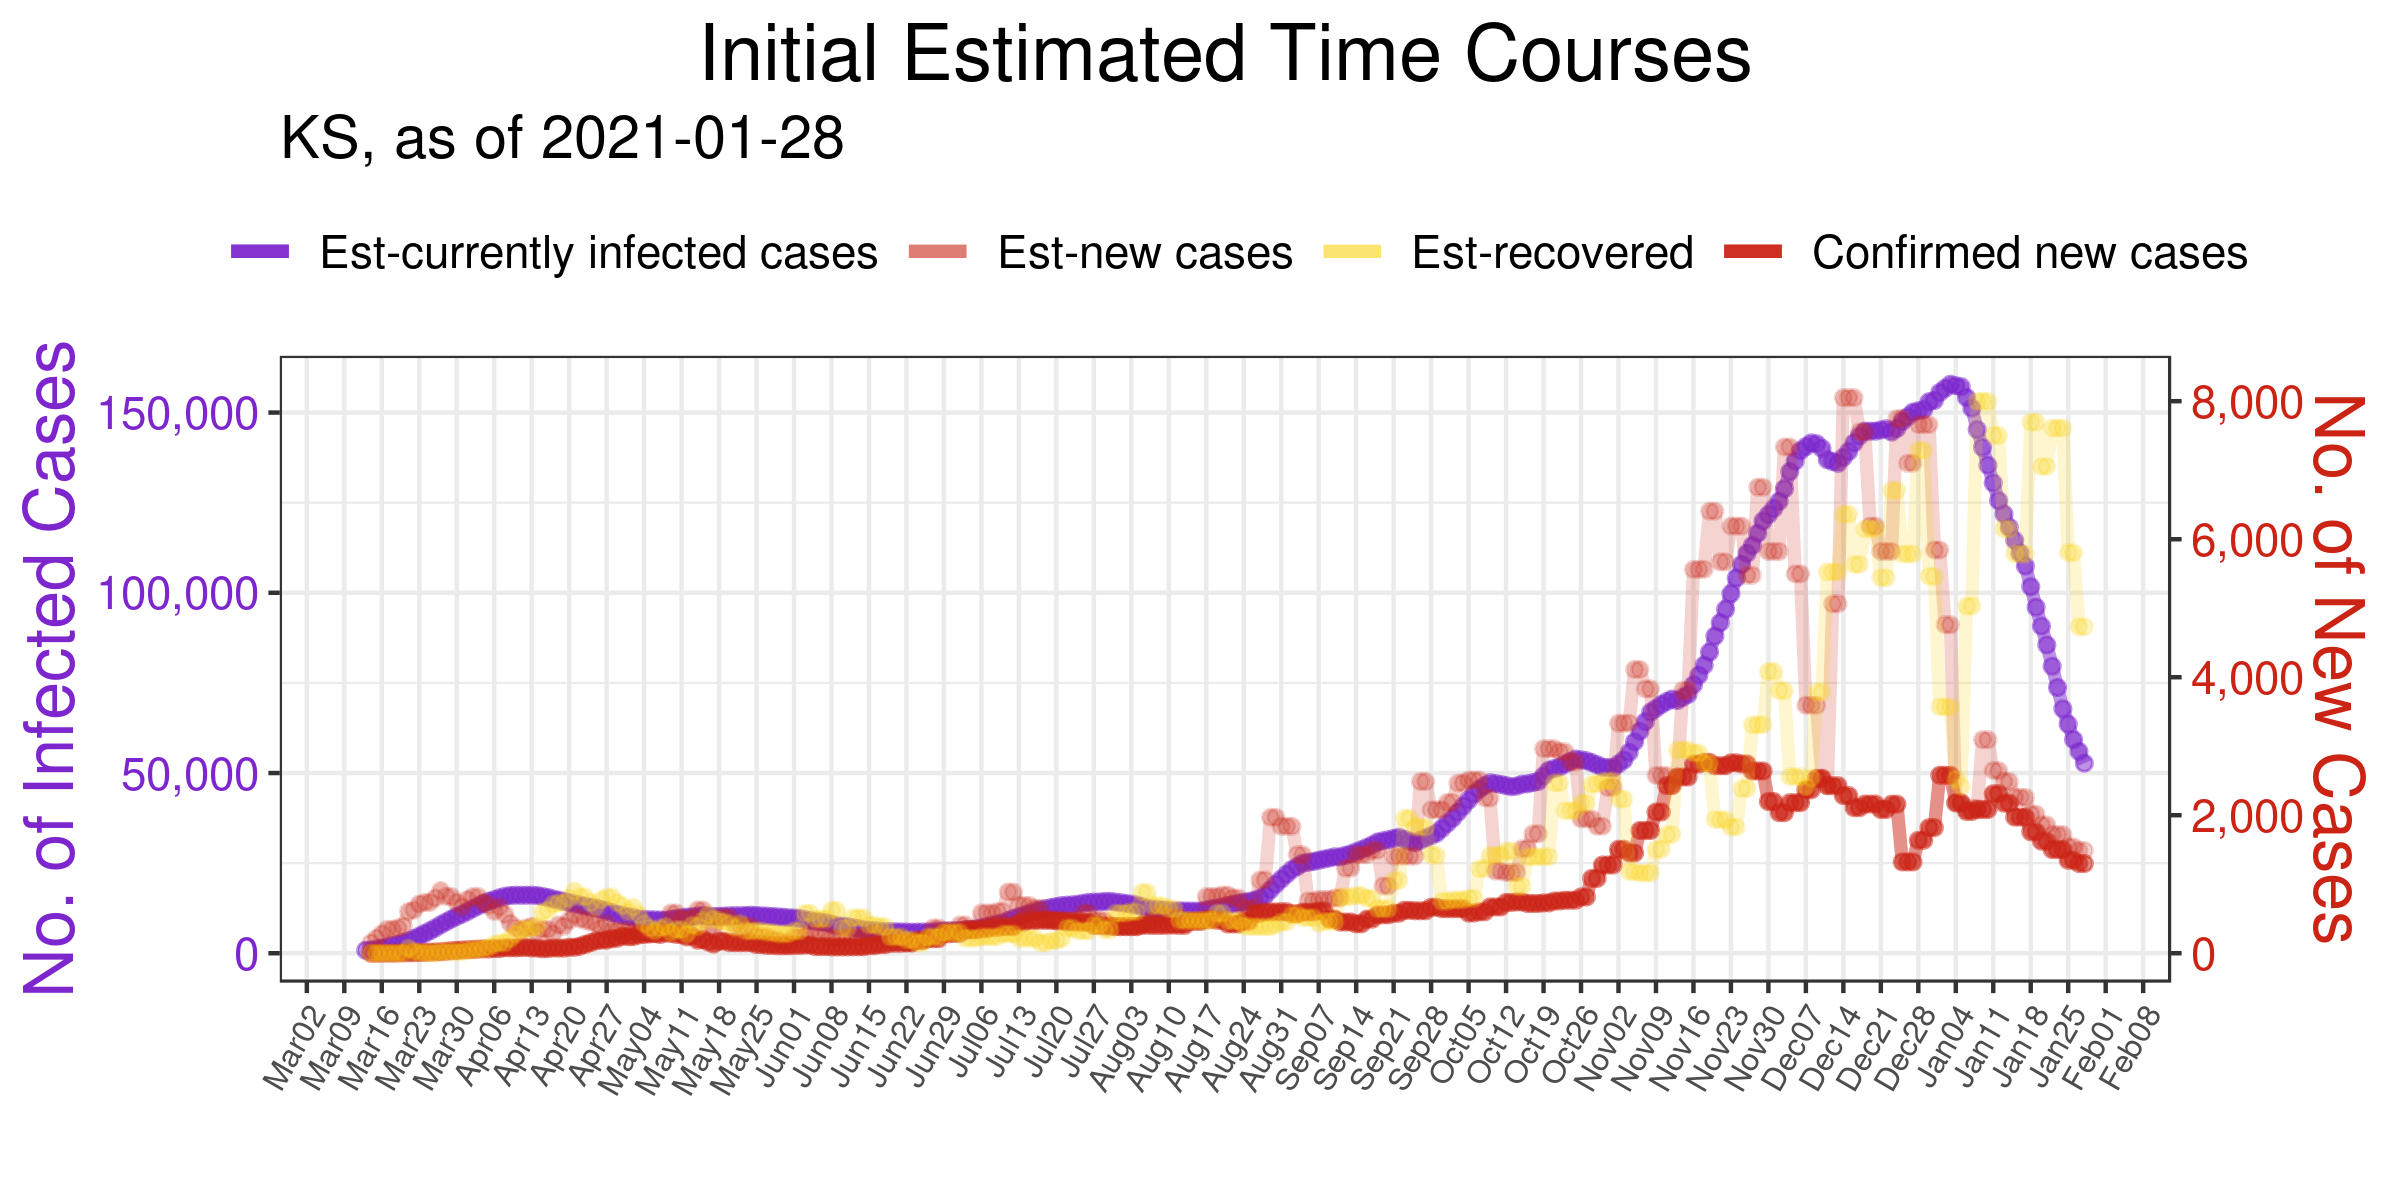 Initial Estimated Time Courses
KS, as of 2021-01-28
Est-currently infected cases Est-new cases Est-recovered Confirmed new cases
No. of Infected Cases
150,000
100,000
50,000
0
8,000
6,000
4,000
2,000
0
No. of New Cases
Mar02 Mar09 Mar16 Mar23 Mar30 Apr06 Apr13 Apr20 Apr27 May04 May11 May18 May25 Jun01 Jun08 Jun15 Jun22 Jun29 Jul06 Jul13 Jul20 Jul27 Aug03 Aug10 Aug17 Aug24 Aug31 Sep07 Sep14 Sep21 Sep28 Oct05 Oct12 Oct19 Oct26 Nov02 Nov09 Nov16 Nov23 Nov30 Dec07 Dec14 Dec21 Dec28 Jan04 Jan11 Jan18 Jan25 Feb01 Feb08